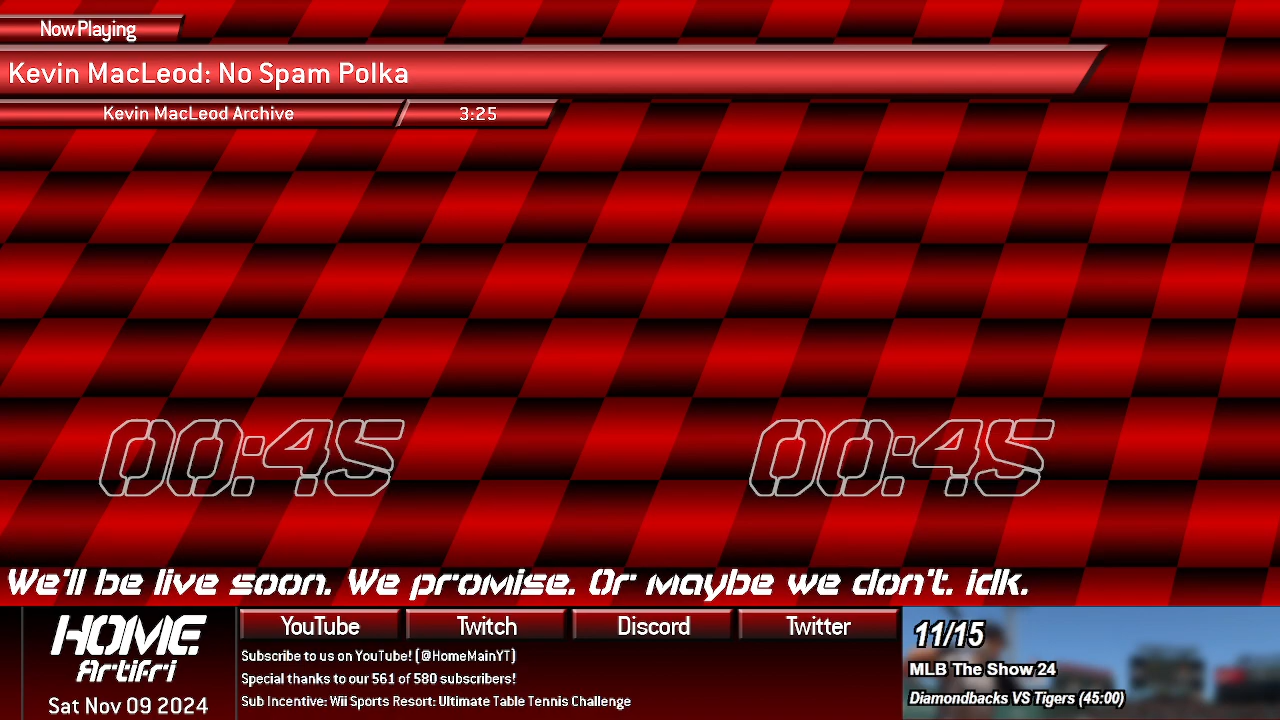 Now Playing
Kevin MacLeod: No Spam Polka
Kevin MacLeod Archive
3:25
00:45
00:45
We'll be live soon. We promise. Or maybe we don't. idk.
HOME
Artifri
Sat Nov 09 2024
YouTube
Twitch
Discord
Twitter
Subscribe to us on YouTube! (@HomeMainYT)
Special thanks to our 561 of 580 subscribers!
Sub Incentive: Wii Sports Resort: Ultimate Table Tennis Challenge
11/15
MLB The Show 24
Diamondbacks VS Tigers (45:00)